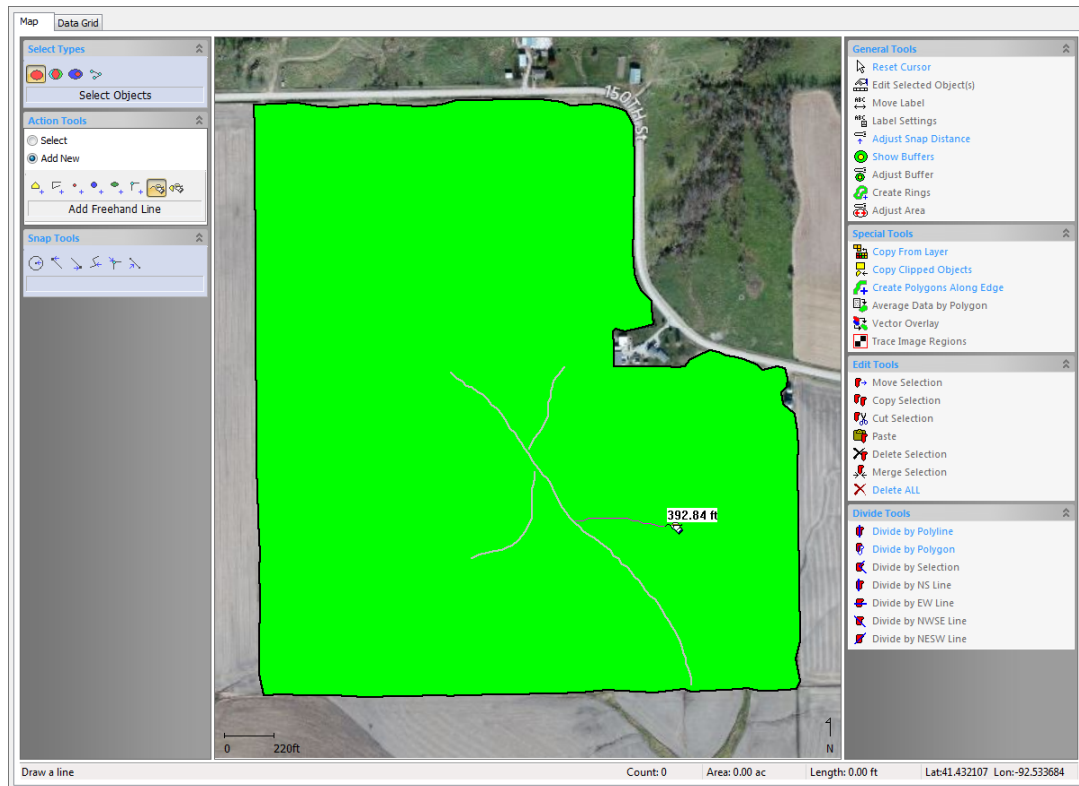 Map
Data Grid
Select Types
Select Objects
Action Tools
Select
Add New
Add Freehand Line
Snap Tools
150TH St
392.84 ft
0 220ft
N
General Tools
Reset Cursor
Edit Selected Object(s)
Move Label
Label Settings
Adjust Snap Distance
Show Buffers
Adjust Buffer
Create Rings
Adjust Area
Special Tools
Copy From Layer
Copy Clipped Objects
Create Polygons Along Edge
Average Data by Polygon
Vector Overlay
Trace Image Regions
Edit Tools
Move Selection
Copy Selection
Cut Selection
Paste
Delete Selection
Merge Selection
Delete ALL
Divide Tools
Divide by Polyline
Divide by Polygon
Divide by Selection
Divide by NS Line
Divide by EW Line
Divide by NWSE Line
Divide by NESW Line
Draw a line
Count: 0
Area: 0.00 ac
Length: 0.00 ft
Lat:41.432107 Lon:-92.533684